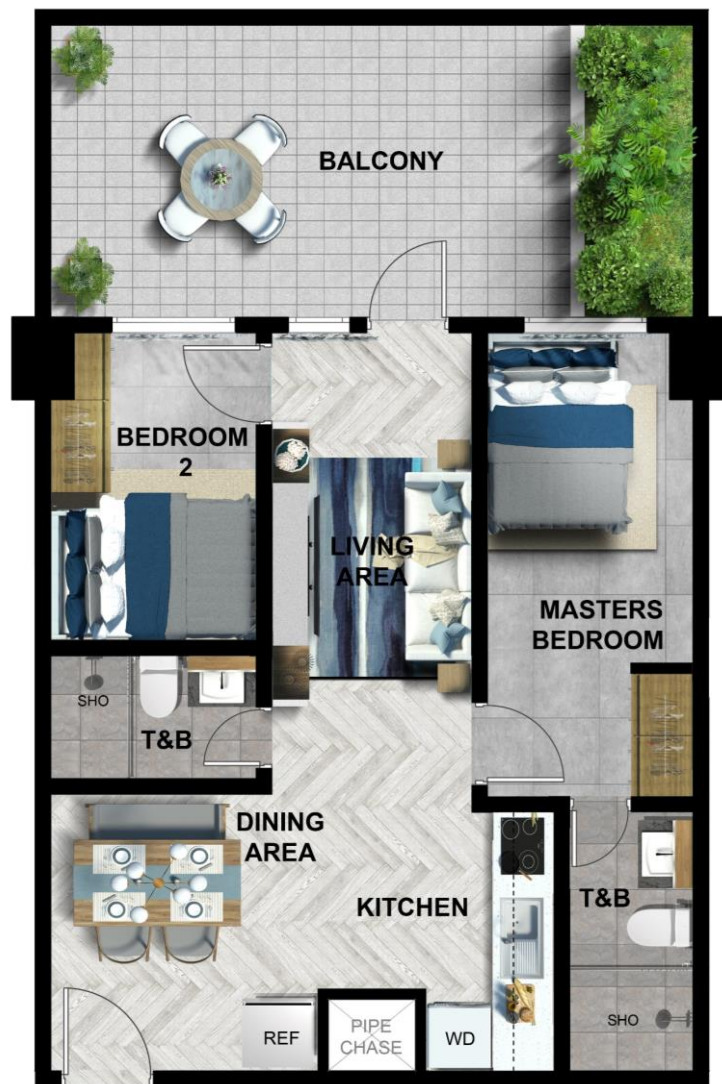 BALCONY
BEDROOM
2
LIVING
AREA
MASTERS
BEDROOM
SHO
T&B
DINING
AREA
KITCHEN
T&B
REF
PIPE
CHASE
WD
SHO